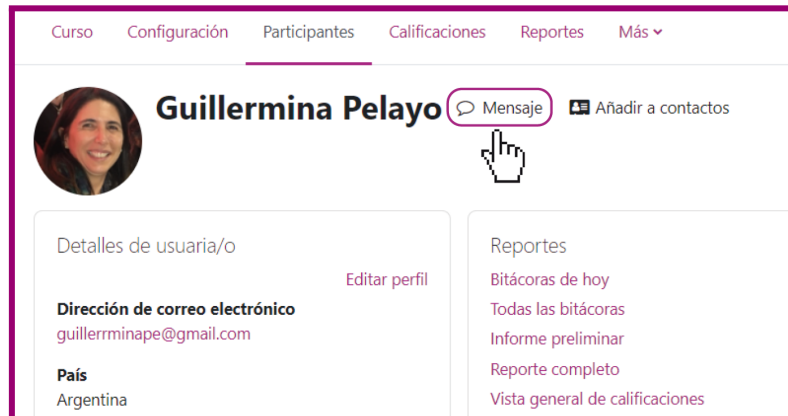 Curso Configuración Participantes Calificaciones Reportes Más
Guillermina Pelayo Mensaje Añadir a contactos
Detalles de usuaria/o
Editar perfil
Dirección de correo electrónico
guillerrminape@gmail.com
País
Argentina
Reportes
Bitácoras de hoy
Todas las bitácoras
Informe preliminar
Reporte completo
Vista general de calificaciones